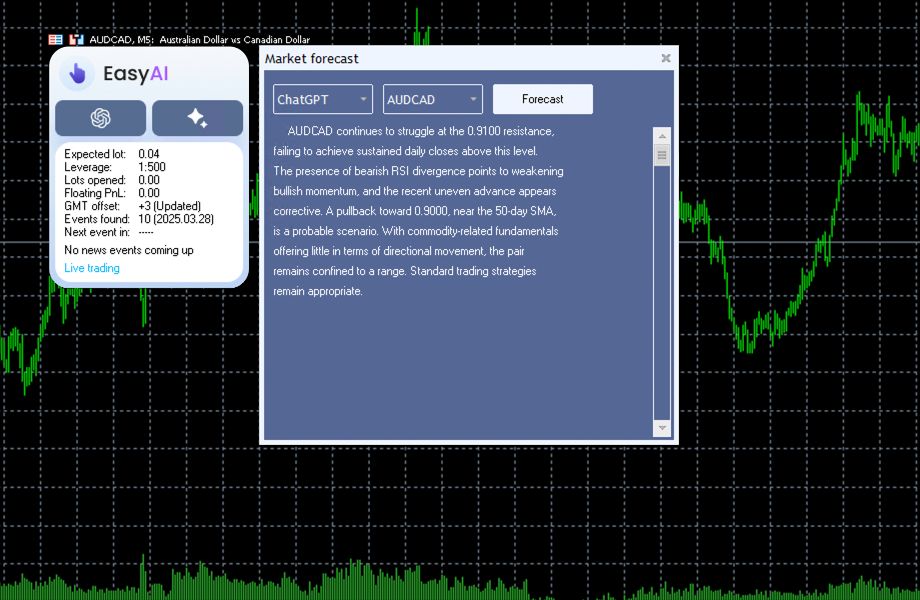 AUDCAD, M5: Australian Dollar vs Canadian Dollar
EasyAI
Expected lot: 0.04
Leverage: 1:500
Lots opened: 0.00
Floating PnL: 0.00
GMT offset: +3 (Updated)
Events found: 10 (2025.03.28)
Next event in: -----
No news events coming up
Live trading
Market forecast
ChatGPT
AUDCAD
Forecast
AUDCAD continues to struggle at the 0.9100 resistance,
failing to achieve sustained daily closes above this level.
The presence of bearish RSI divergence points to weakening
bullish momentum, and the recent uneven advance appears
corrective. A pullback toward 0.9000, near the 50-day SMA,
is a probable scenario. With commodity-related fundamentals
offering little in terms of directional movement, the pair
remains confined to a range. Standard trading strategies
remain appropriate.